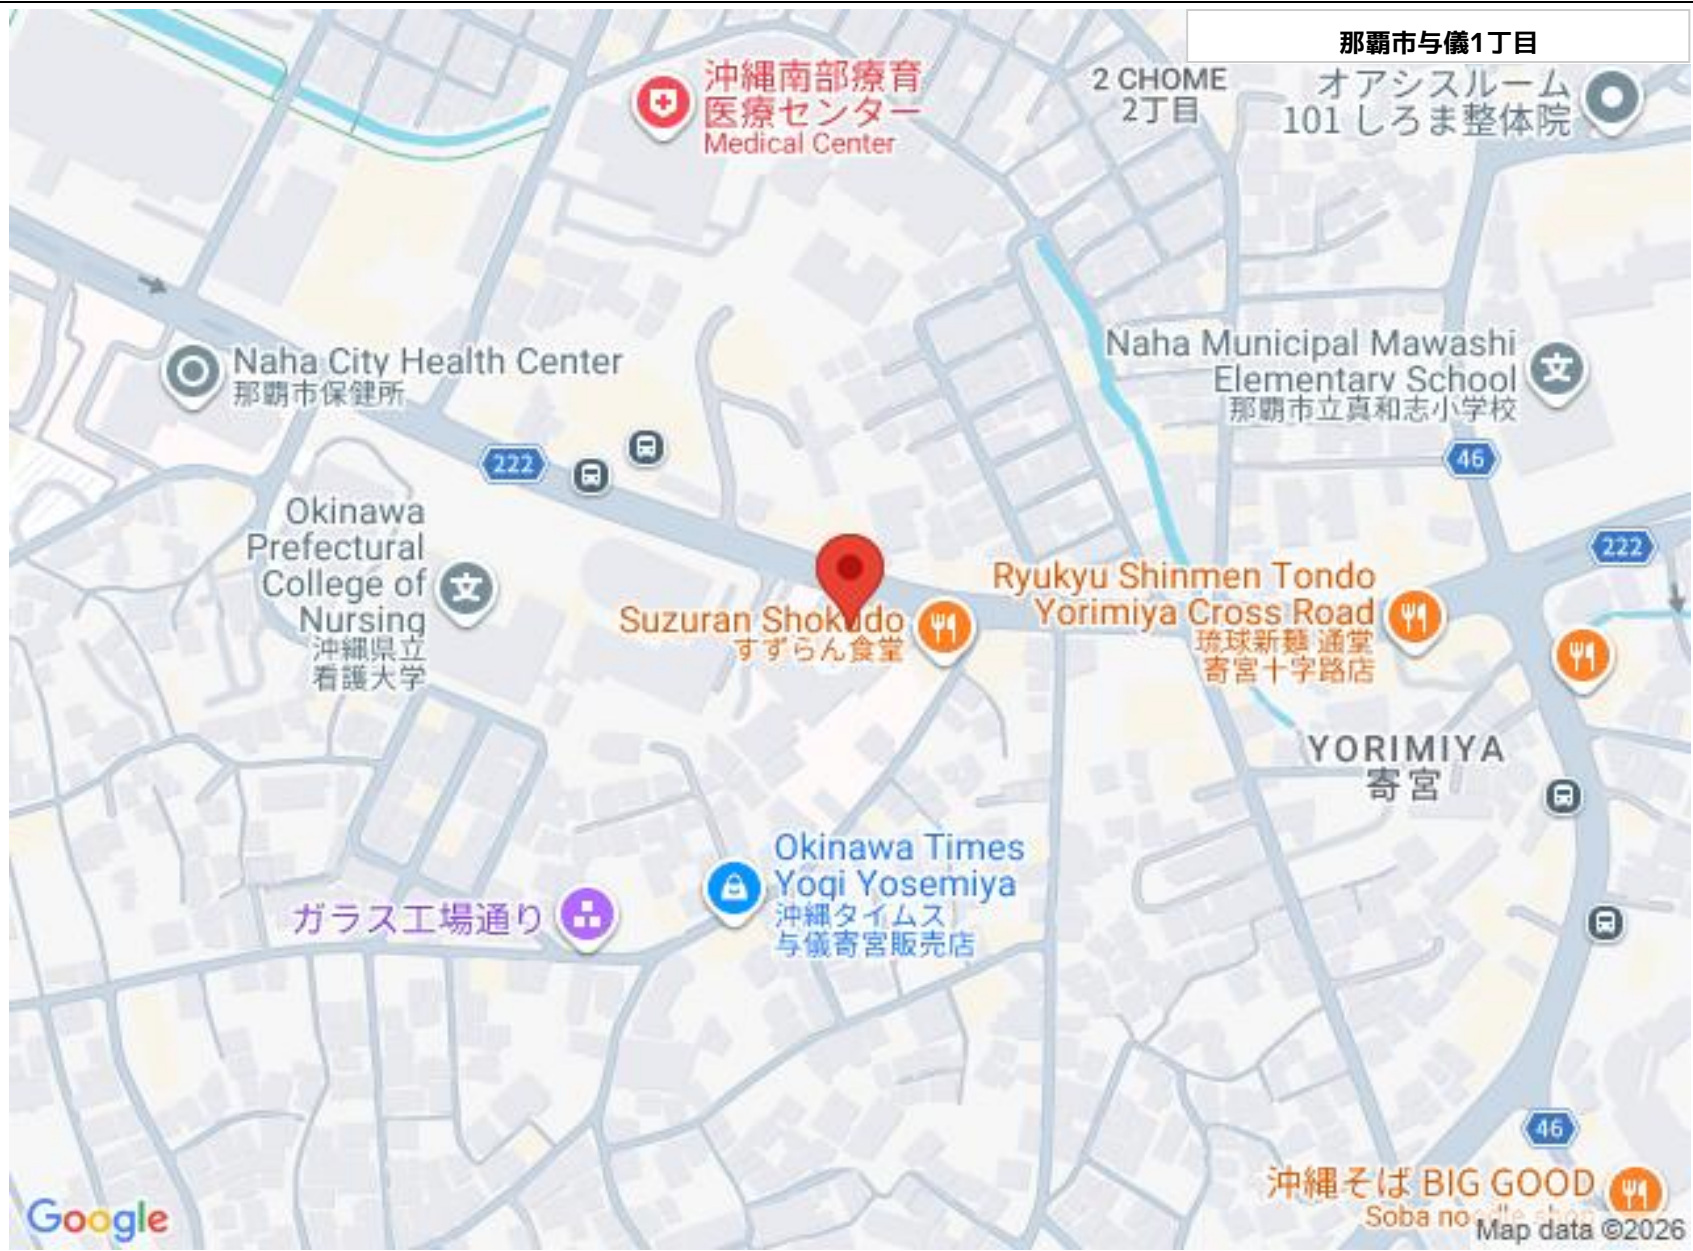 那覇市与儀1丁目
沖縄南部療育
医療センター
Medical Center
2 CHOME
2丁目
オアシスルーム
101 しろま整体院
Naha City Health Center
那覇市保健所
Naha Municipal Mawashi
Elementary School
那覇市立真和志小学校
222
46
Okinawa
Prefectural
College of
Nursing
沖縄県立
看護大学
222
Suzuran Shokudo
すずらん食堂
Ryukyu Shinmen Tondo
Yorimiya Cross Road
琉球新麺 通堂
寄宮十字路店
YORIMIYA
寄宮
Okinawa Times
Yogi Yosemiya
沖縄タイムス
与儀寄宮販売店
ガラス工場通り
46
沖縄そば BIG GOOD
Soba noodle shop
Google
Map data ©2026